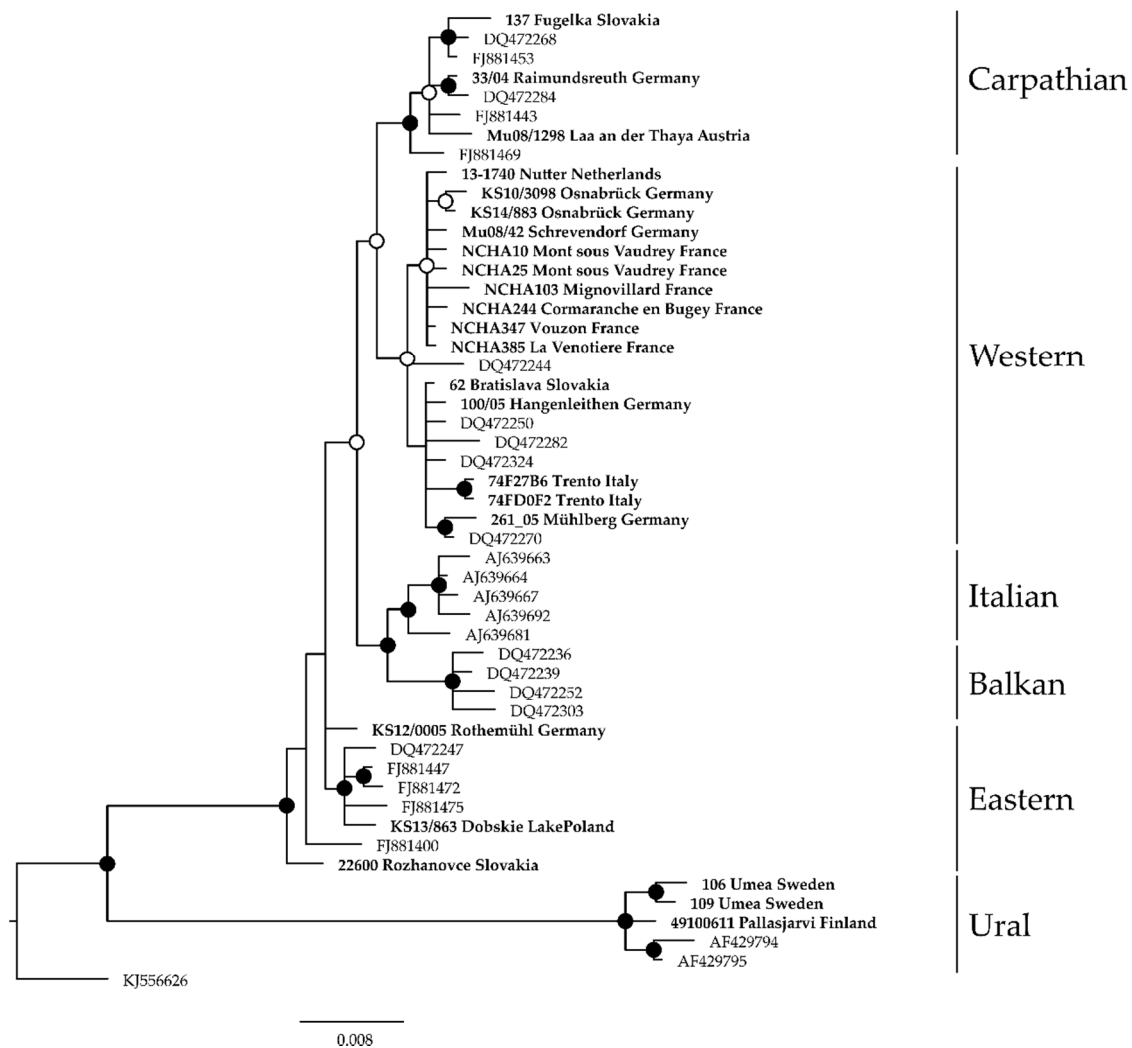 137 Fugelka Slovakia
DQ472268
FJ881453
33/04 Raimundsreuth Germany
DQ472284
FJ881443
Mu08/1298 Laa an der Thaya Austria
FJ881469
Carpathian
13-1740 Nutter Netherlands
KS10/3098 Osnabrück Germany
KS14/883 Osnabrück Germany
Mu08/42 Schrevendorf Germany
NCHA10 Mont sous Vaudrey France
NCHA25 Mont sous Vaudrey France
NCHA103 Mignovillard France
NCHA244 Cormaranche en Bugey France
NCHA347 Vouzon France
NCHA385 La Venotiere France
DQ472244
62 Bratislava Slovakia
100/05 Hangenleithen Germany
DQ472250
DQ472282
DQ472324
74F27B6 Trento Italy
74FD0F2 Trento Italy
261_05 Mühlberg Germany
DQ472270
Western
AJ639663
AJ639664
AJ639667
AJ639692
AJ639681
Italian
DQ472236
DQ472239
DQ472252
DQ472303
Balkan
KS12/0005 Rothemühl Germany
DQ472247
FJ881447
FJ881472
FJ881475
KS13/863 Dobskie LakePoland
FJ881400
22600 Rozhanovce Slovakia
Eastern
106 Umea Sweden
109 Umea Sweden
49100611 Pallasjarvi Finland
AF429794
AF429795
Ural
KJ556626
0.008